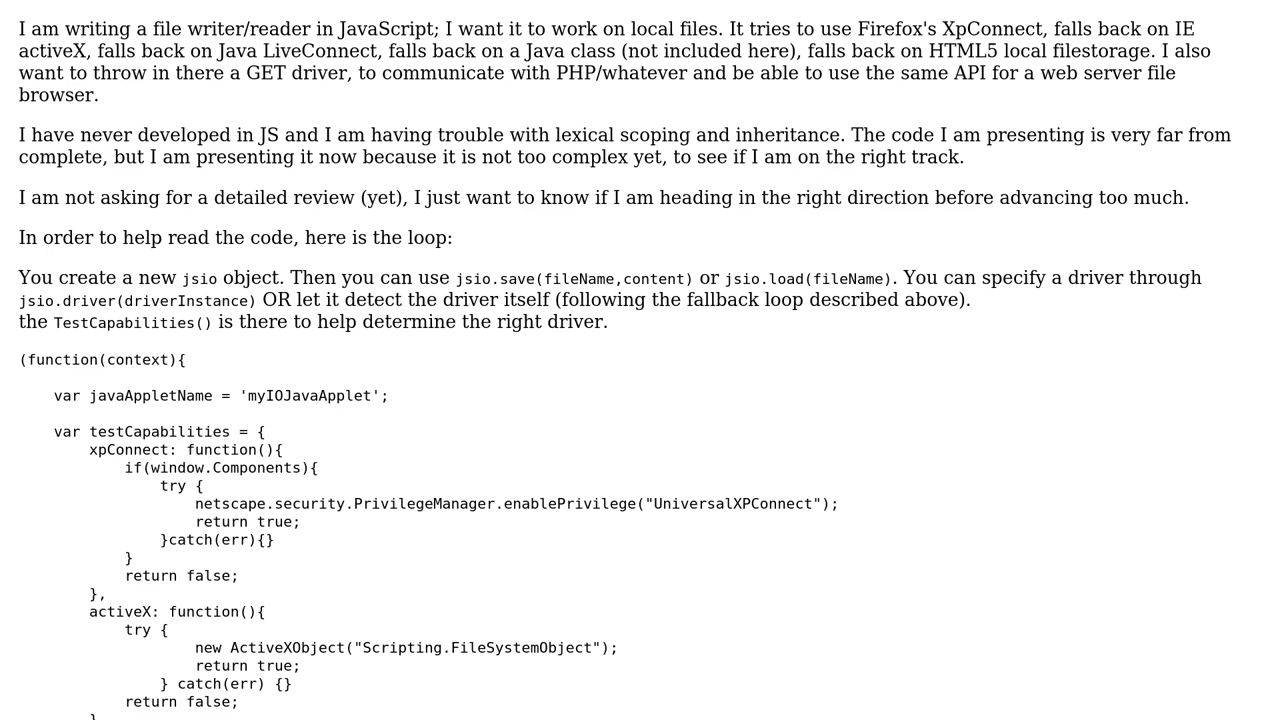 I am writing a file writer/reader in JavaScript; I want it to work on local files. It tries to use Firefox's XpConnect, falls back on IE
activeX, falls back on Java LiveConnect, falls back on a Java class (not included here), falls back on HTML5 local filestorage. I also
want to throw in there a GET driver, to communicate with PHP/whatever and be able to use the same API for a web server file
browser.
I have never developed in JS and I am having trouble with lexical scoping and inheritance. The code I am presenting is very far from
complete, but I am presenting it now because it is not too complex yet, to see if I am on the right track.
I am not asking for a detailed review (yet), I just want to know if I am heading in the right direction before advancing too much.
In order to help read the code, here is the loop:
You create a new jsio object. Then you can use jsio.save(fileName,content) or jsio.load(fileName). You can specify a driver through
jsio.driver(driverInstance) OR let it detect the driver itself (following the fallback loop described above).
the TestCapabilities() is there to help determine the right driver.
(function(context){
    var javaAppletName = 'myIOJavaApplet';
    var testCapabilities = {
        xpConnect: function(){
            if(window.Components){
                try {
                    netscape.security.PrivilegeManager.enablePrivilege("UniversalXPConnect");
                    return true;
                }catch(err){}
            }
            return false;
        },
        activeX: function(){
            try {
                    new ActiveXObject("Scripting.FileSystemObject");
                    return true;
                } catch(err) {}
            return false;
        }